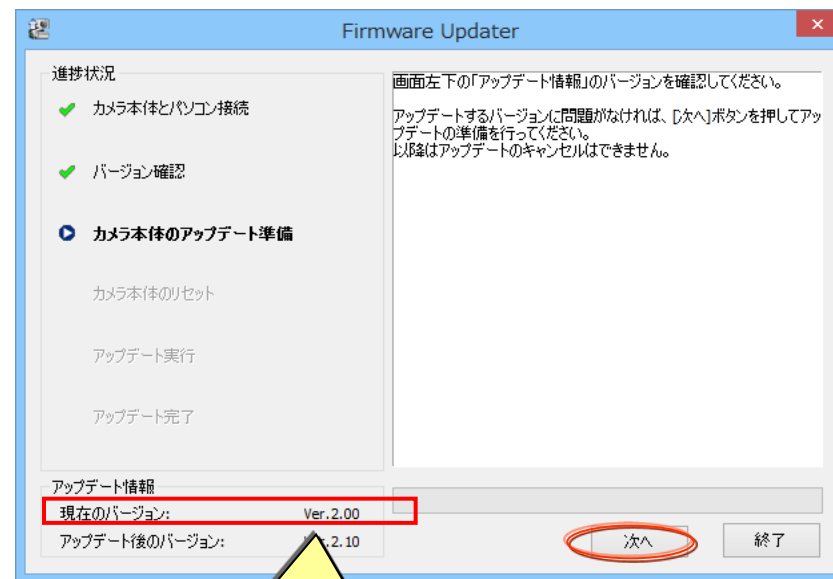 Firmware Updater
進捗状況
カメラ本体とパソコン接続
バージョン確認
カメラ本体のアップデート準備
カメラ本体のリセット
アップデート実行
アップデート完了
画面左下の「アップデート情報」のバージョンを確認してください。
アップデートするバージョンに問題がなければ、[次へ]ボタンを押してアッ
プデートの準備を行ってください。
以降はアップデートのキャンセルはできません。
アップデート情報
現在のバージョン: Ver.2.00
アップデート後のバージョン: .2.10
次へ
終了